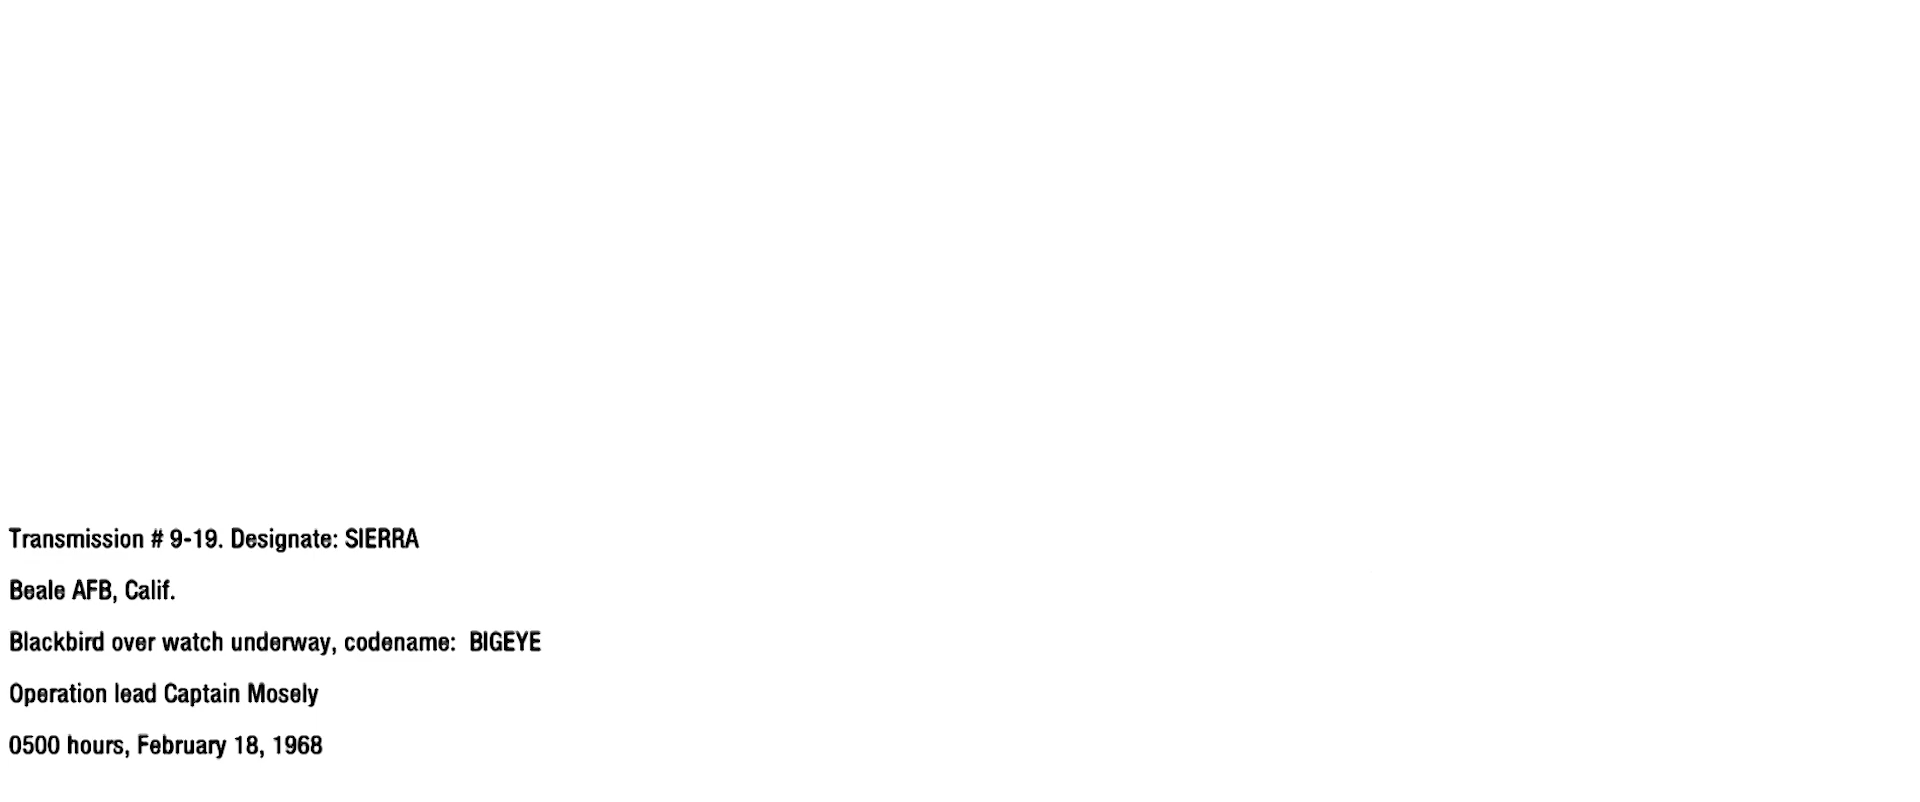 Transmission # 9-19. Designate: SIERRA
Beale AFB, Calif.
Blackbird over watch underway, codename:  BIGEYE
Operation lead Captain Mosely
0500 hours, February 18, 1968